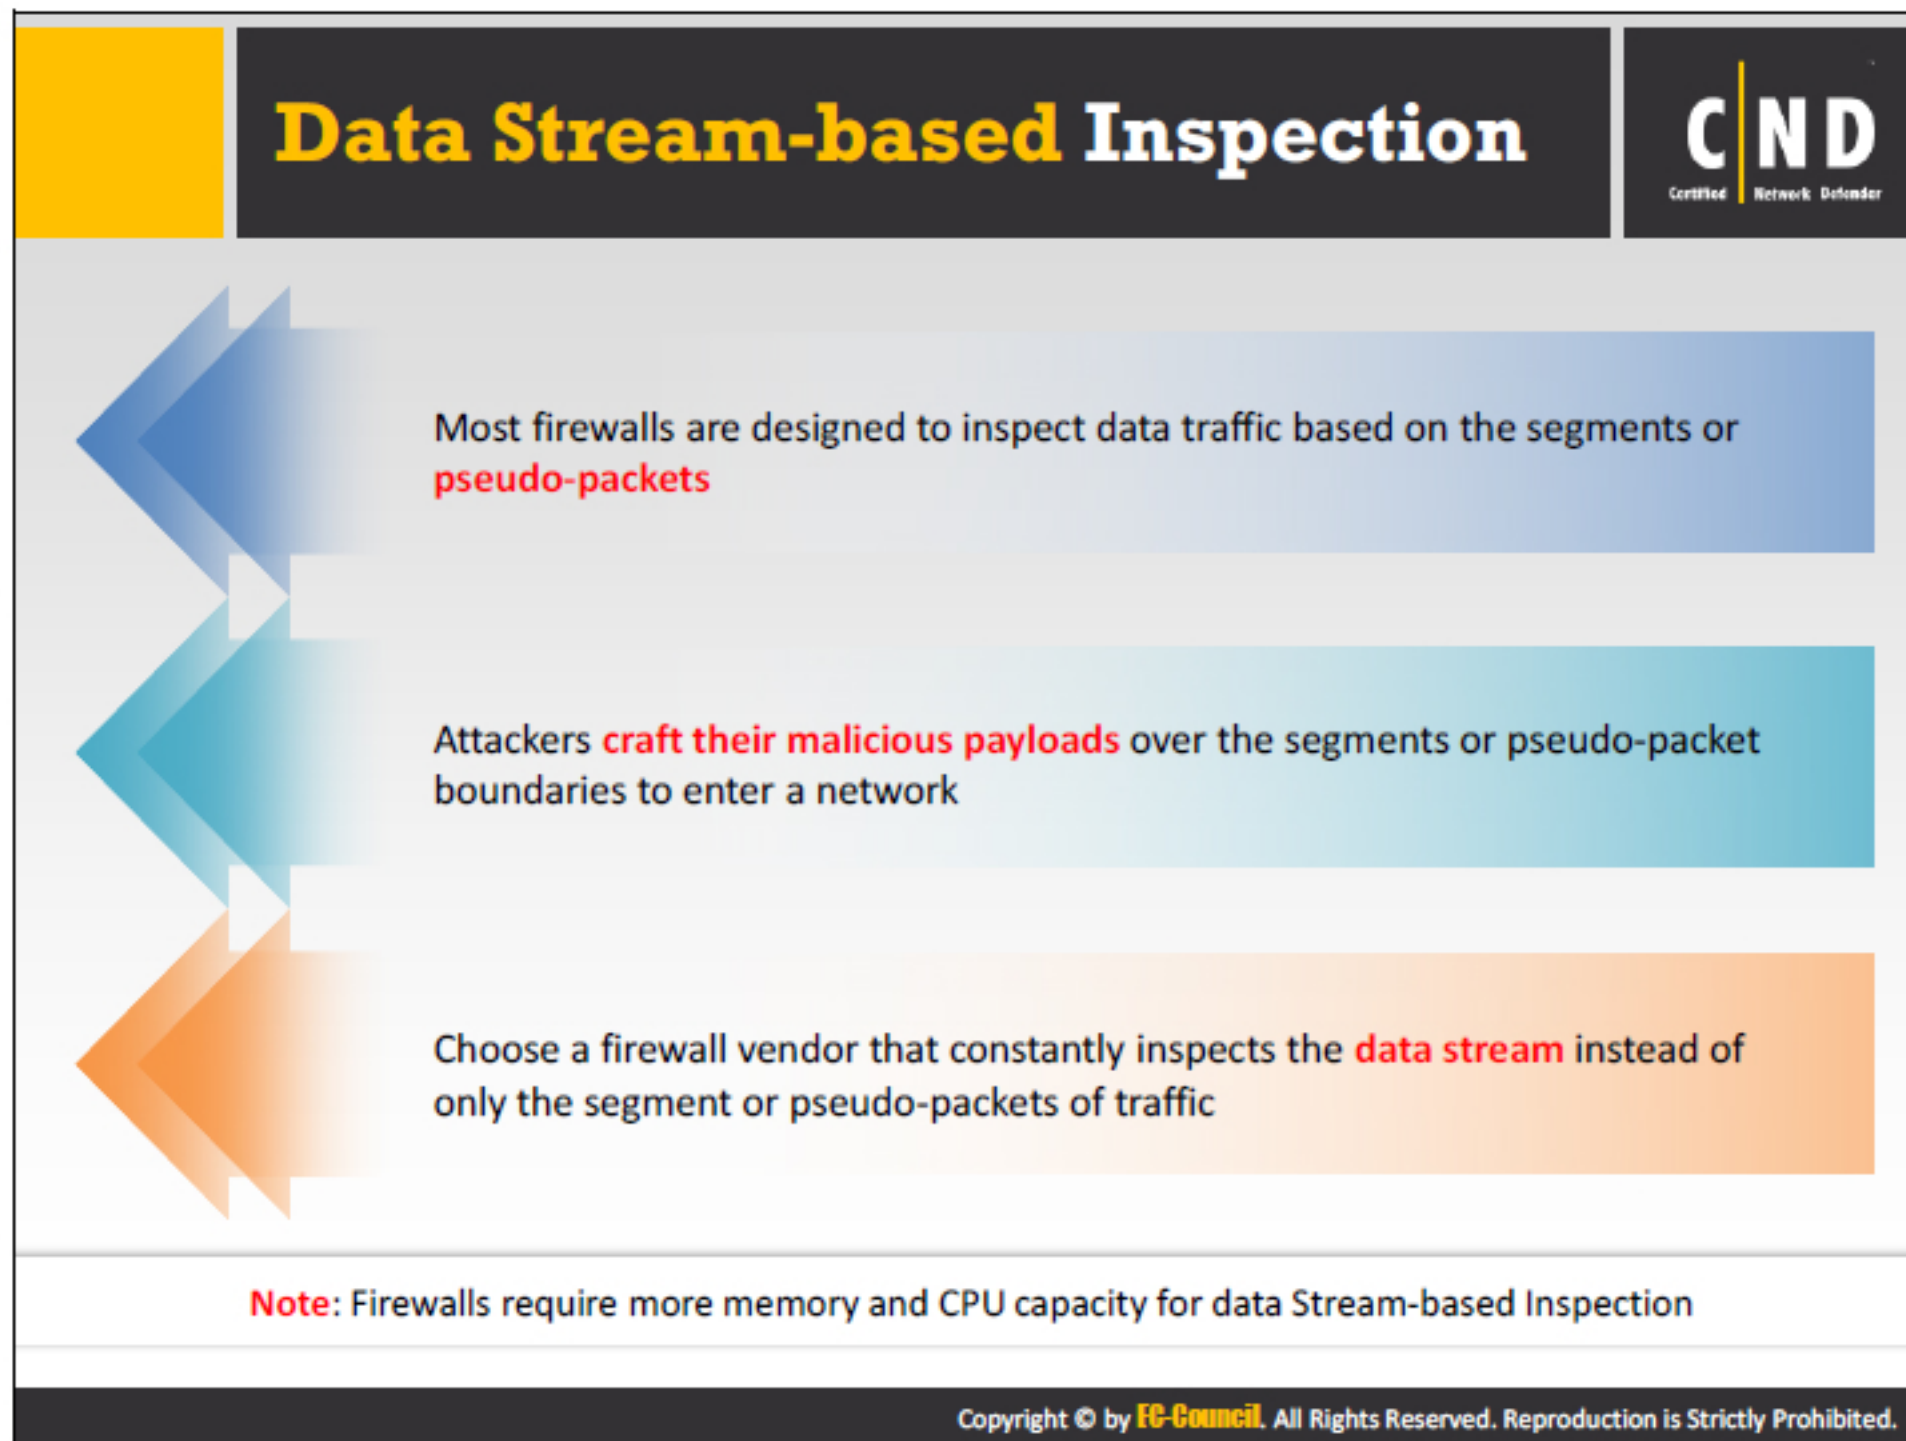 Data Stream-based Inspection
C N D
Certified Network Defender
Most firewalls are designed to inspect data traffic based on the segments or
pseudo-packets
Attackers craft their malicious payloads over the segments or pseudo-packet
boundaries to enter a network
Choose a firewall vendor that constantly inspects the data stream instead of
only the segment or pseudo-packets of traffic
Note: Firewalls require more memory and CPU capacity for data Stream-based Inspection
Copyright © by EC-Council. All Rights Reserved. Reproduction is Strictly Prohibited.